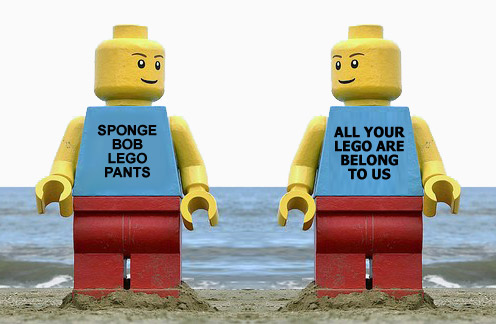 SPONGE
BOB
LEGO
PANTS
ALL YOUR
LEGO ARE
BELONG
TO US